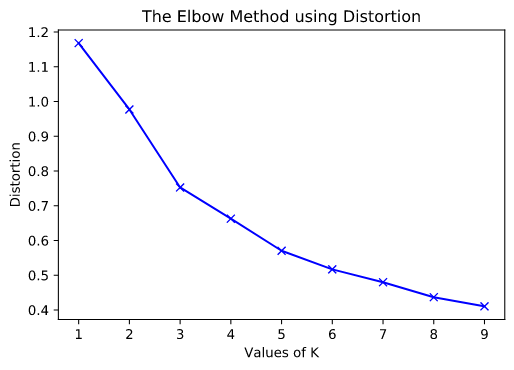 The Elbow Method using Distortion
1.2
1.1
1.0
0.9
0.8
0.7
0.6
0.5
0.4
Distortion
1 2 3 4 5 6 7 8 9
Values of K